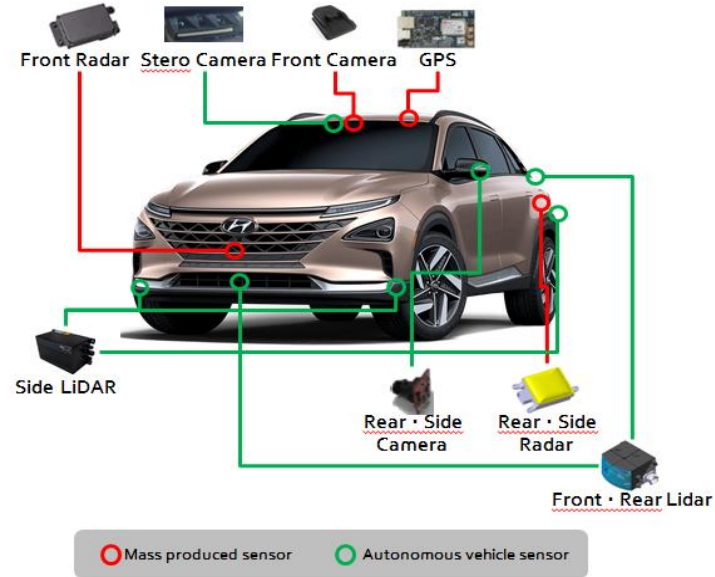 Front Radar
Stero Camera
Front Camera
GPS
Side LiDAR
Rear · Side
Camera
Rear · Side
Radar
Front · Rear Lidar
Mass produced sensor
Autonomous vehicle sensor